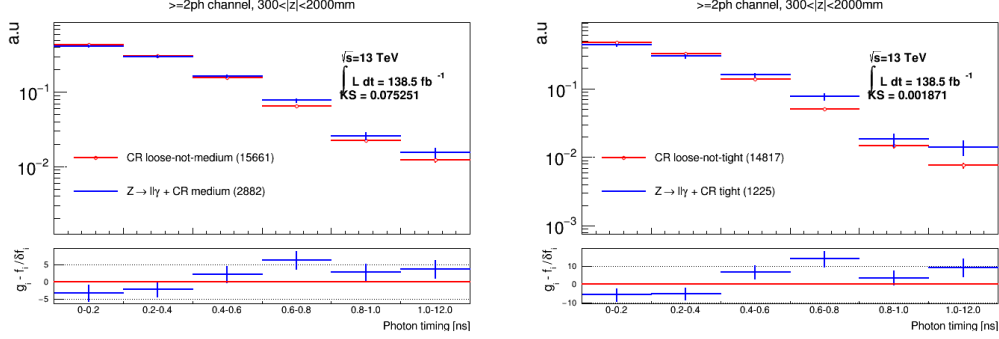 >=2ph channel, 300<|z|<2000mm
a.u
10⁻¹
10⁻²
√s=13 TeV
∫ L dt = 138.5 fb⁻¹
KS = 0.075251
CR loose-not-medium (15661)
Z → llγ + CR medium (2882)
gᵢ - fᵢ/δfᵢ
5
0
−5
0-0.2 0.2-0.4 0.4-0.6 0.6-0.8 0.8-1.0 1.0-12.0
Photon timing [ns]
>=2ph channel, 300<|z|<2000mm
a.u
10⁻¹
10⁻²
10⁻³
√s=13 TeV
∫ L dt = 138.5 fb⁻¹
KS = 0.001871
CR loose-not-tight (14817)
Z → llγ + CR tight (1225)
gᵢ - fᵢ/δfᵢ
10
0
−10
0-0.2 0.2-0.4 0.4-0.6 0.6-0.8 0.8-1.0 1.0-12.0
Photon timing [ns]